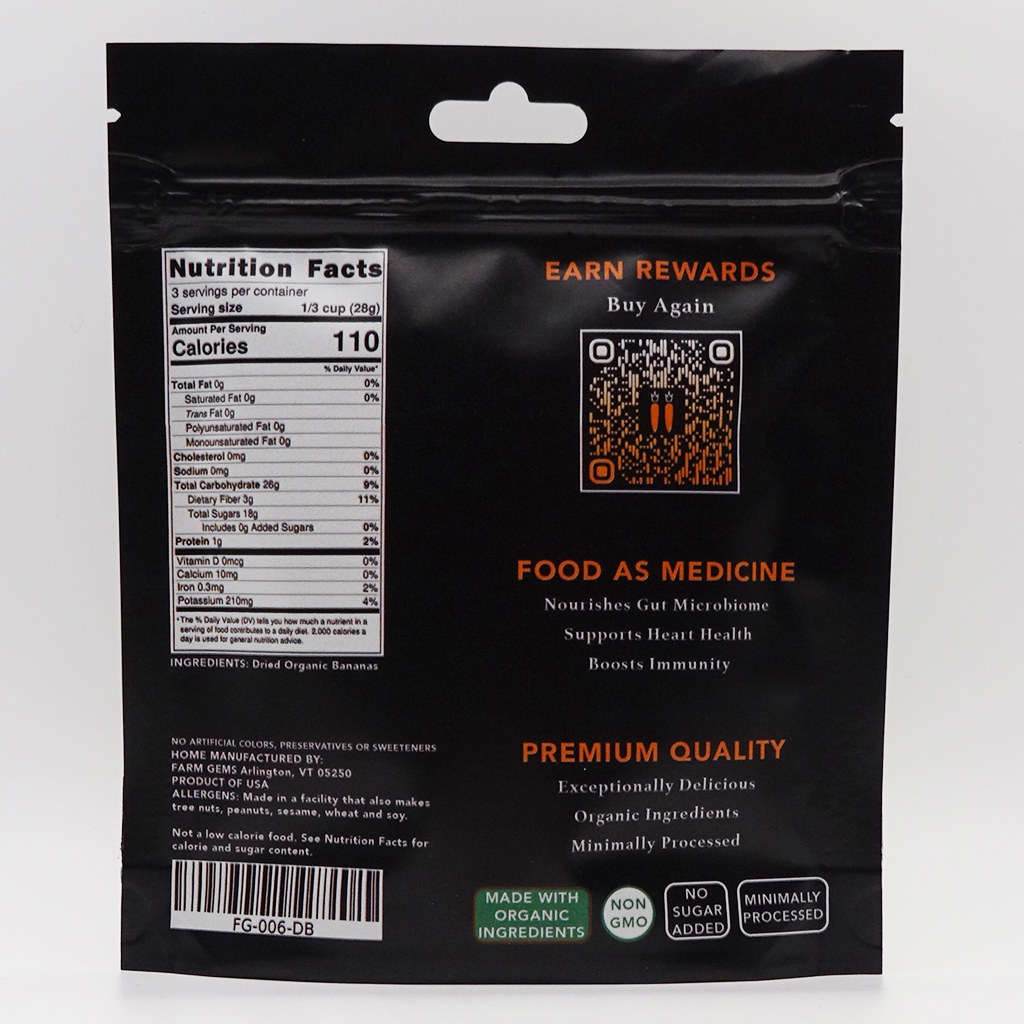 Nutrition Facts
3 servings per container
Serving size 1/3 cup (28g)
Amount Per Serving
Calories 110
% Daily Value*
Total Fat 0g 0%
Saturated Fat 0g 0%
Trans Fat 0g
Polyunsaturated Fat 0g
Monounsaturated Fat 0g
Cholesterol 0mg 0%
Sodium 0mg 0%
Total Carbohydrate 26g 9%
Dietary Fiber 3g 11%
Total Sugars 18g
Includes 0g Added Sugars 0%
Protein 1g 2%
Vitamin D 0mcg 0%
Calcium 10mg 0%
Iron 0.3mg 2%
Potassium 210mg 4%
*The % Daily Value (DV) tells you how much a nutrient in a
serving of food contributes to a daily diet. 2,000 calories a
day is used for general nutrition advice.
INGREDIENTS: Dried Organic Bananas
NO ARTIFICIAL COLORS, PRESERVATIVES OR SWEETENERS
HOME MANUFACTURED BY:
FARM GEMS Arlington, VT 05250
PRODUCT OF USA
ALLERGENS: Made in a facility that also makes
tree nuts, peanuts, sesame, wheat and soy.
Not a low calorie food. See Nutrition Facts for
calorie and sugar content.
FG-006-DB
EARN REWARDS
Buy Again
FOOD AS MEDICINE
Nourishes Gut Microbiome
Supports Heart Health
Boosts Immunity
PREMIUM QUALITY
Exceptionally Delicious
Organic Ingredients
Minimally Processed
MADE WITH
ORGANIC
INGREDIENTS
NON
GMO
NO
SUGAR
ADDED
MINIMALLY
PROCESSED